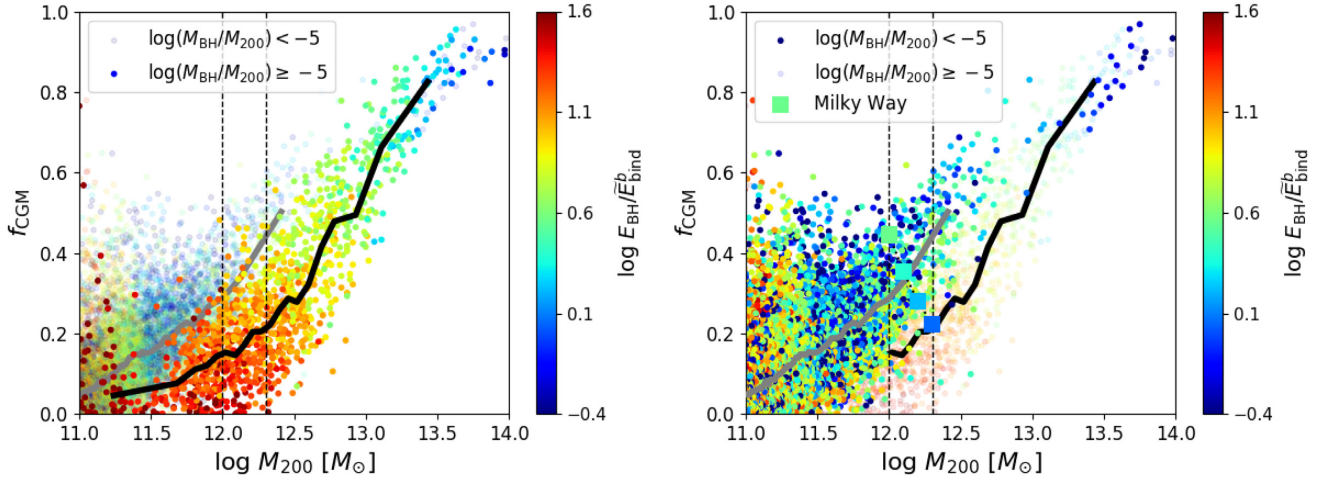 1.0
0.8
0.6
0.4
0.2
0.0
f_CGM
11.0 11.5 12.0 12.5 13.0 13.5 14.0
log M_200 [M_⊙]
log(M_BH/M_200) < −5
log(M_BH/M_200) ≥ −5
1.6
1.1
0.6
0.1
−0.4
log E_BH/Ẽ^b_bind
1.0
0.8
0.6
0.4
0.2
0.0
f_CGM
11.0 11.5 12.0 12.5 13.0 13.5 14.0
log M_200 [M_⊙]
log(M_BH/M_200) < −5
log(M_BH/M_200) ≥ −5
Milky Way
1.6
1.1
0.6
0.1
−0.4
log E_BH/Ẽ^b_bind